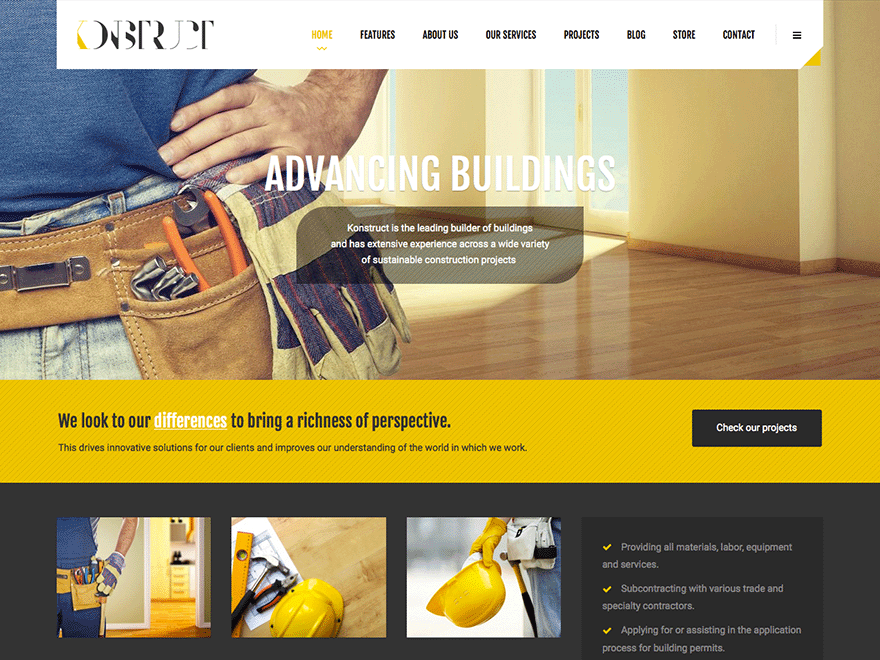 KONSTRUCT
HOME FEATURES ABOUT US OUR SERVICES PROJECTS BLOG STORE CONTACT
ADVANCING BUILDINGS
Konstruct is the leading builder of buildings
and has extensive experience across a wide variety
of sustainable construction projects
We look to our differences to bring a richness of perspective.
This drives innovative solutions for our clients and improves our understanding of the world in which we work.
Check our projects
Providing all materials, labor, equipment
and services.
Subcontracting with various trade and
specialty contractors.
Applying for or assisting in the application
process for building permits.